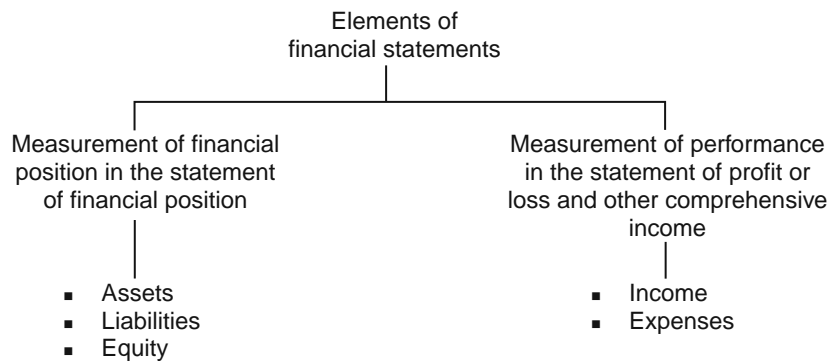 Elements of
financial statements
Measurement of financial
position in the statement
of financial position
Measurement of performance
in the statement of profit or
loss and other comprehensive
income
■ Assets
■ Liabilities
■ Equity
■ Income
■ Expenses